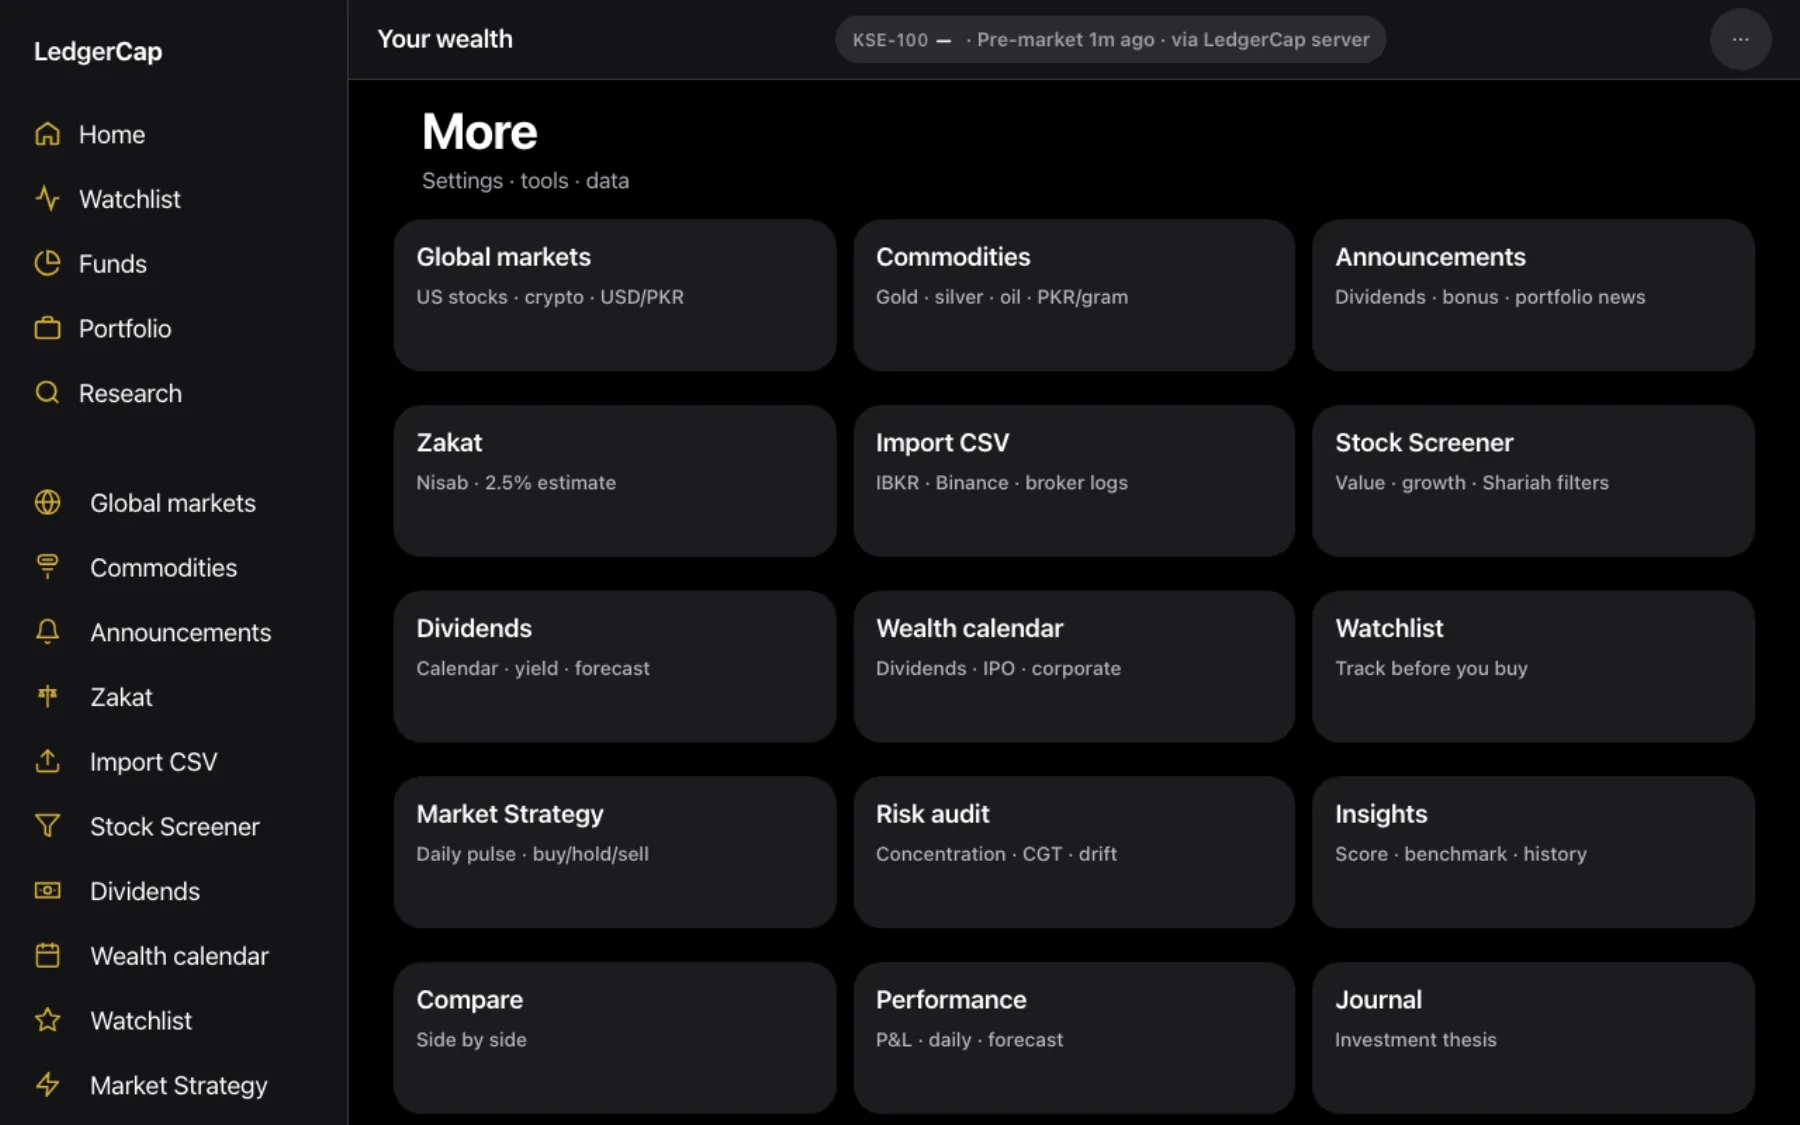 LedgerCap
Home
Watchlist
Funds
Portfolio
Research
Global markets
Commodities
Announcements
Zakat
Import CSV
Stock Screener
Dividends
Wealth calendar
Watchlist
Market Strategy
Your wealth
KSE-100 — · Pre-market 1m ago · via LedgerCap server
...
More
Settings · tools · data
Global markets
US stocks · crypto · USD/PKR
Commodities
Gold · silver · oil · PKR/gram
Announcements
Dividends · bonus · portfolio news
Zakat
Nisab · 2.5% estimate
Import CSV
IBKR · Binance · broker logs
Stock Screener
Value · growth · Shariah filters
Dividends
Calendar · yield · forecast
Wealth calendar
Dividends · IPO · corporate
Watchlist
Track before you buy
Market Strategy
Daily pulse · buy/hold/sell
Risk audit
Concentration · CGT · drift
Insights
Score · benchmark · history
Compare
Side by side
Performance
P&L · daily · forecast
Journal
Investment thesis